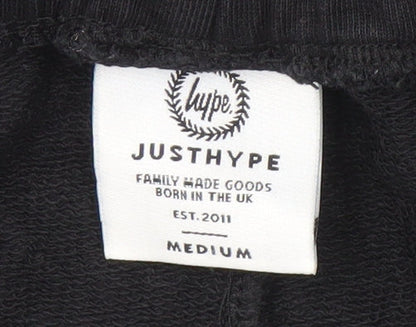 hype.
JUSTHYPE
FAMILY MADE GOODS
BORN IN THE UK
EST. 2011
MEDIUM